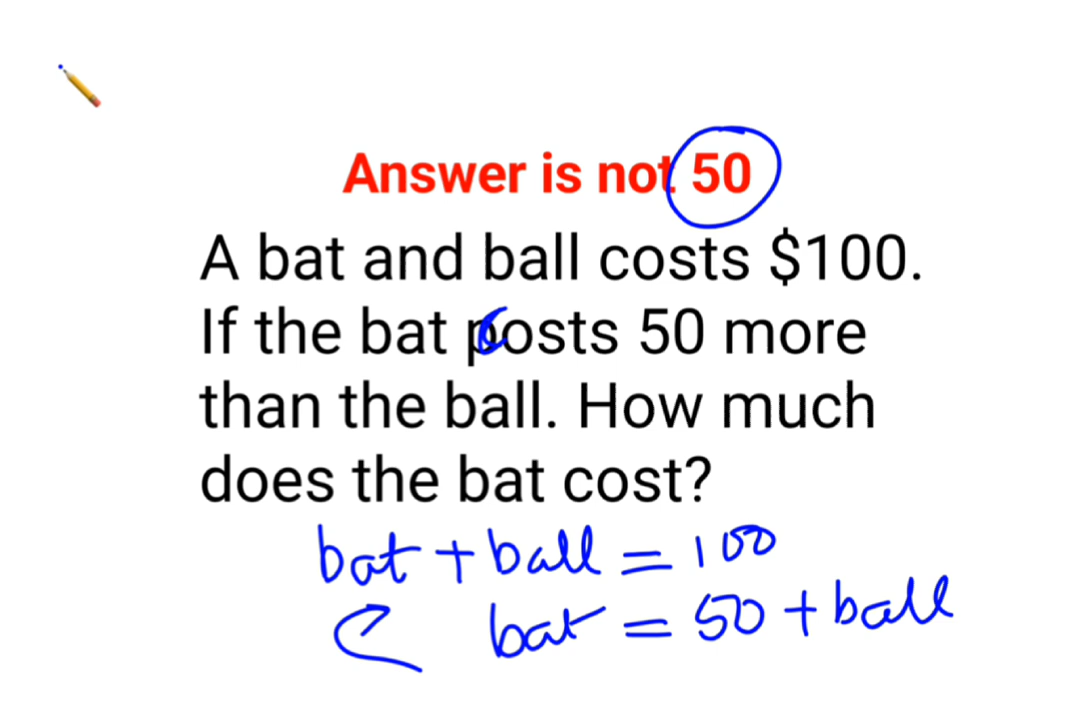 Answer is not 50
A bat and ball costs $100.
If the bat costs 50 more
than the ball. How much
does the bat cost?
bat + ball = 100
bat = 50 + ball